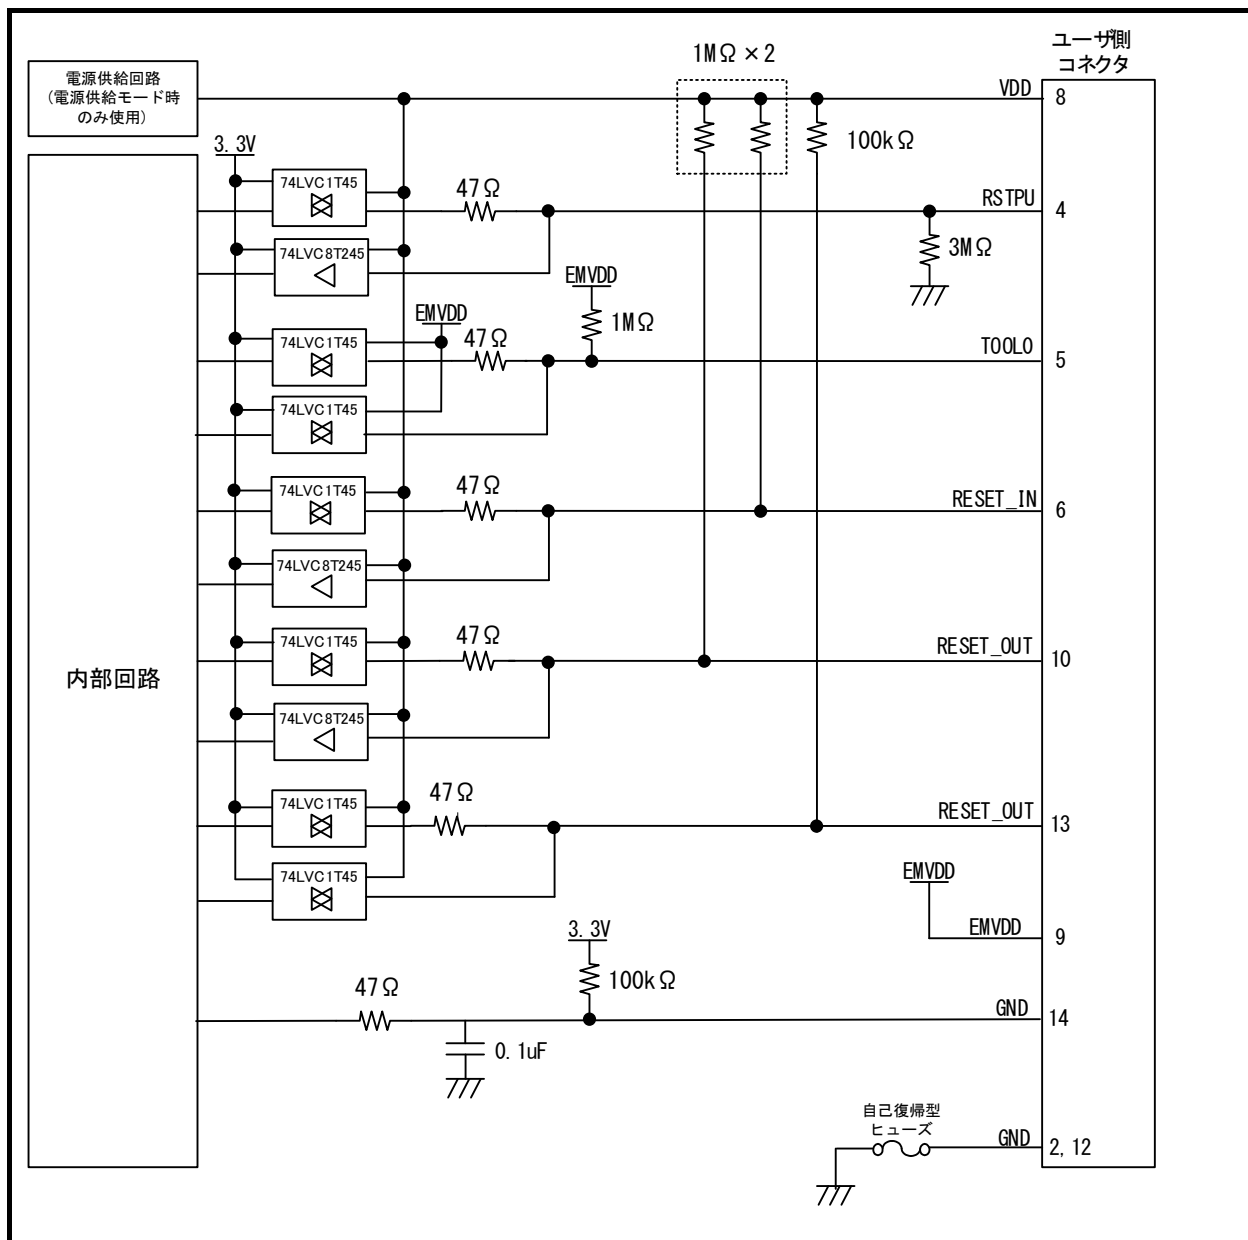 ユーザ側
コネクタ
1MΩ×2
電源供給回路
(電源供給モード時
のみ使用)
VDD
8
3.3V
100kΩ
74LVC1T45
47Ω
RSTPU
4
74LVC8T245
3MΩ
EMVDD
EMVDD
1MΩ
74LVC1T45
47Ω
TOOL0
5
74LVC1T45
74LVC1T45
47Ω
RESET_IN
6
74LVC8T245
74LVC1T45
47Ω
RESET_OUT
10
内部回路
74LVC8T245
74LVC1T45
47Ω
RESET_OUT
13
74LVC1T45
EMVDD
EMVDD
9
3.3V
100kΩ
47Ω
GND
14
0.1uF
自己復帰型
ヒューズ
GND
2,12